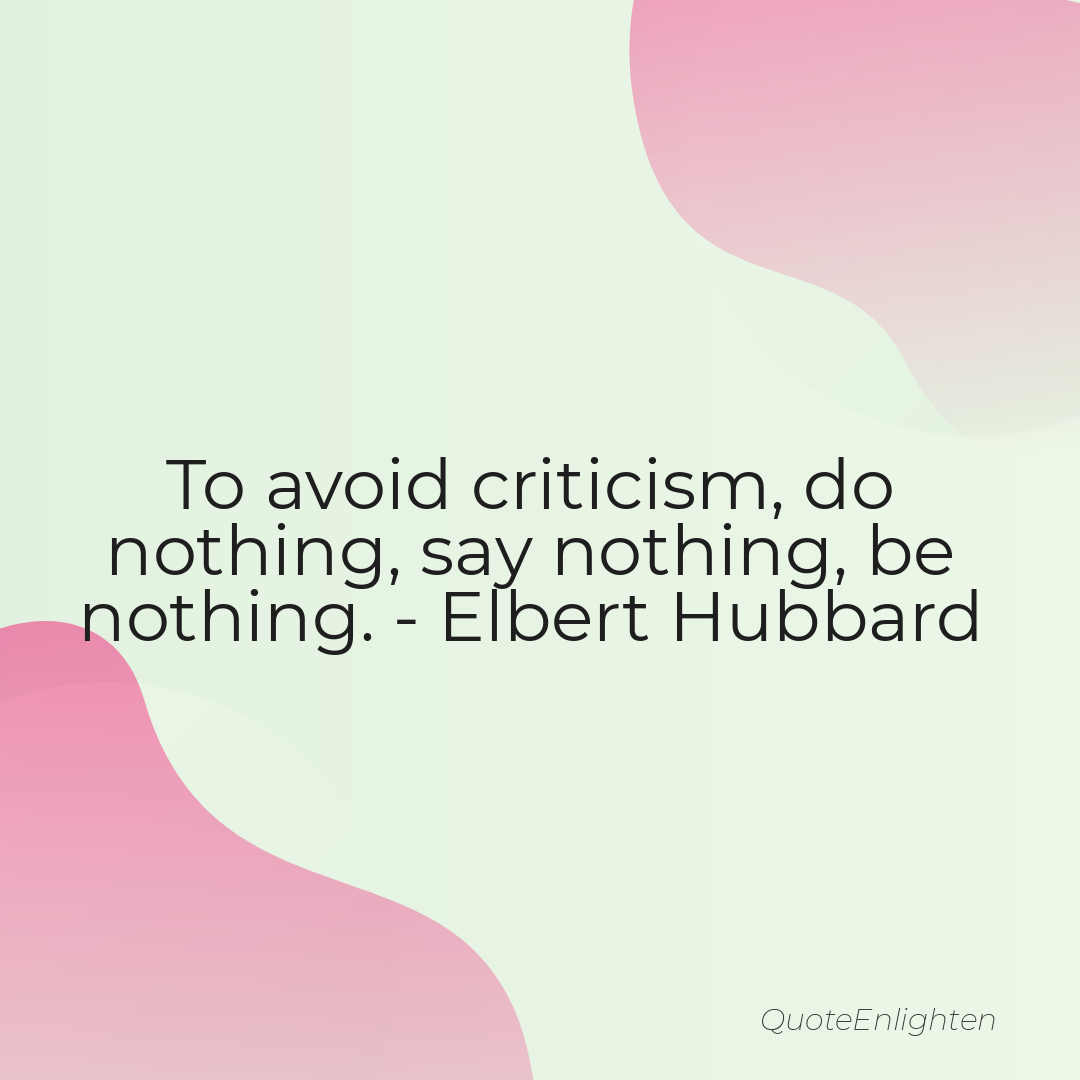 To avoid criticism, do
nothing, say nothing, be
nothing. - Elbert Hubbard
QuoteEnlighten